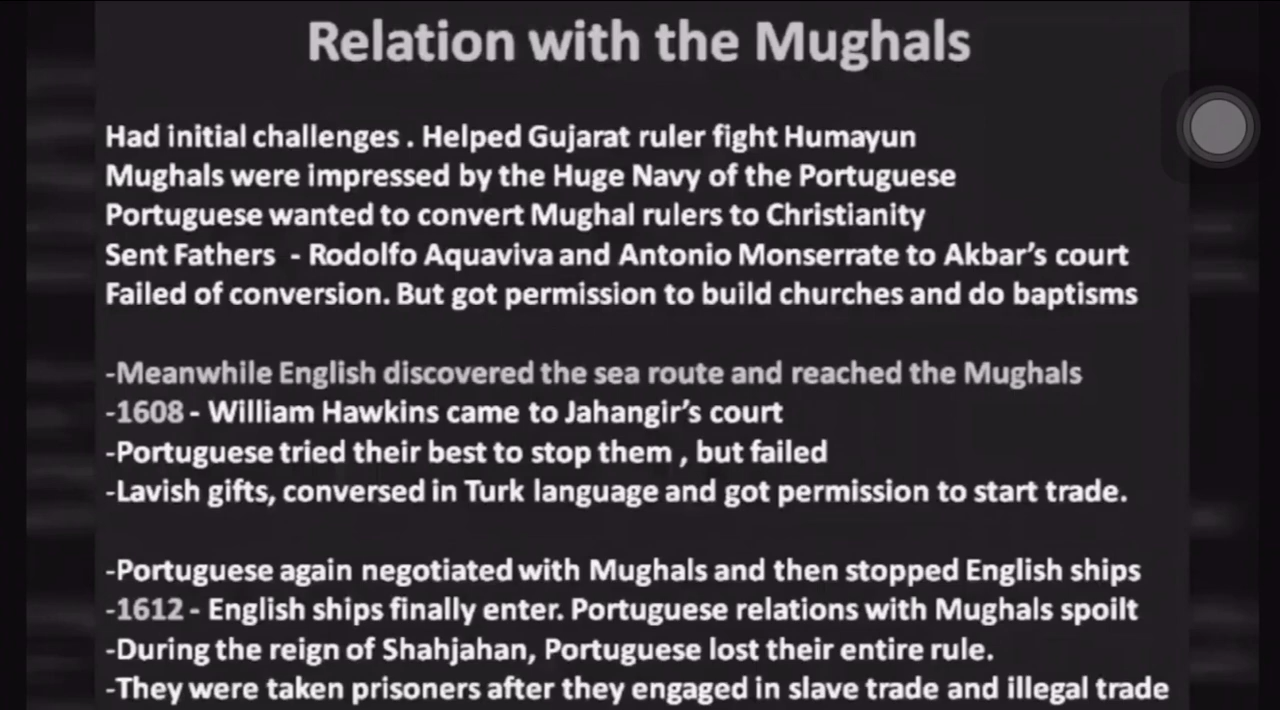 Relation with the Mughals
Had initial challenges . Helped Gujarat ruler fight Humayun
Mughals were impressed by the Huge Navy of the Portuguese
Portuguese wanted to convert Mughal rulers to Christianity
Sent Fathers - Rodolfo Aquaviva and Antonio Monserrate to Akbar's court
Failed of conversion. But got permission to build churches and do baptisms
-Meanwhile English discovered the sea route and reached the Mughals
-1608 - William Hawkins came to Jahangir's court
-Portuguese tried their best to stop them , but failed
-Lavish gifts, conversed in Turk language and got permission to start trade.
-Portuguese again negotiated with Mughals and then stopped English ships
-1612 - English ships finally enter. Portuguese relations with Mughals spoilt
-During the reign of Shahjahan, Portuguese lost their entire rule.
-They were taken prisoners after they engaged in slave trade and illegal trade